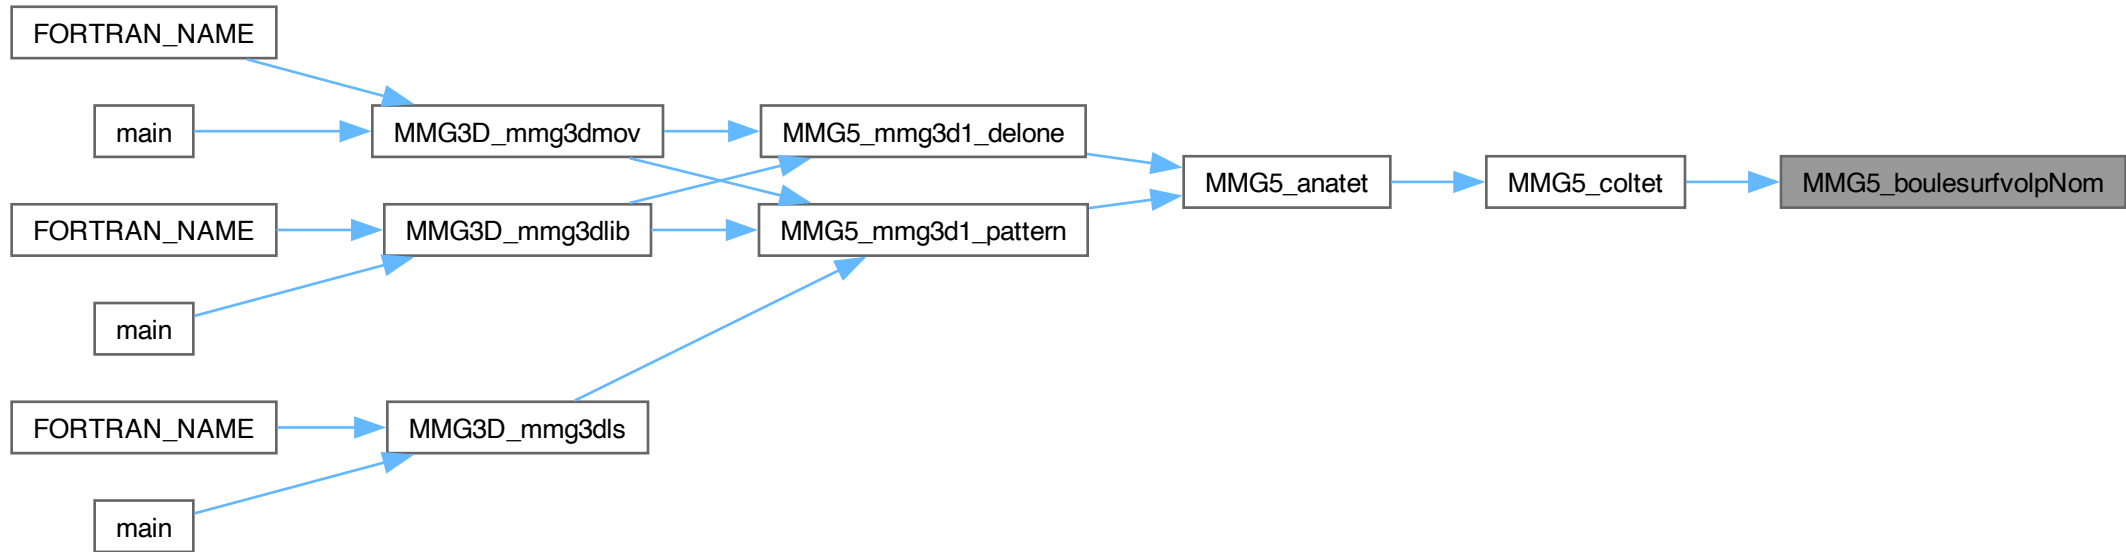 FORTRAN_NAME
main
MMG3D_mmg3dmov
MMG5_mmg3d1_delone
MMG5_anatet
MMG5_coltet
MMG5_boulesurfvolpNom
FORTRAN_NAME
MMG3D_mmg3dlib
MMG5_mmg3d1_pattern
main
FORTRAN_NAME
MMG3D_mmg3dls
main